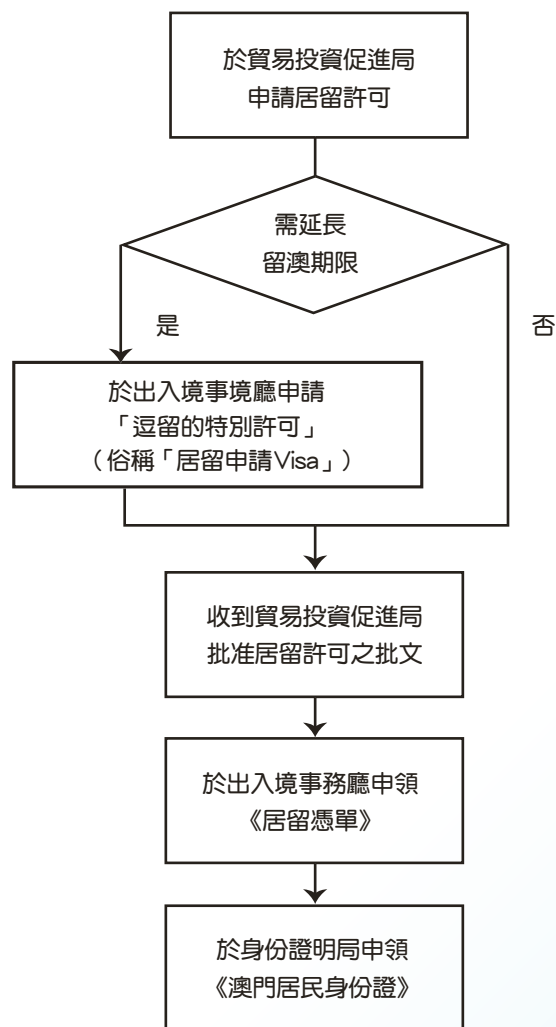 於貿易投資促進局
申請居留許可
需延長
留澳期限
是
否
於出入境事境廳申請
「逗留的特別許可」
（俗稱「居留申請Visa」）
收到貿易投資促進局
批准居留許可之批文
於出入境事務廳申領
《居留憑單》
於身份證明局申領
《澳門居民身份證》